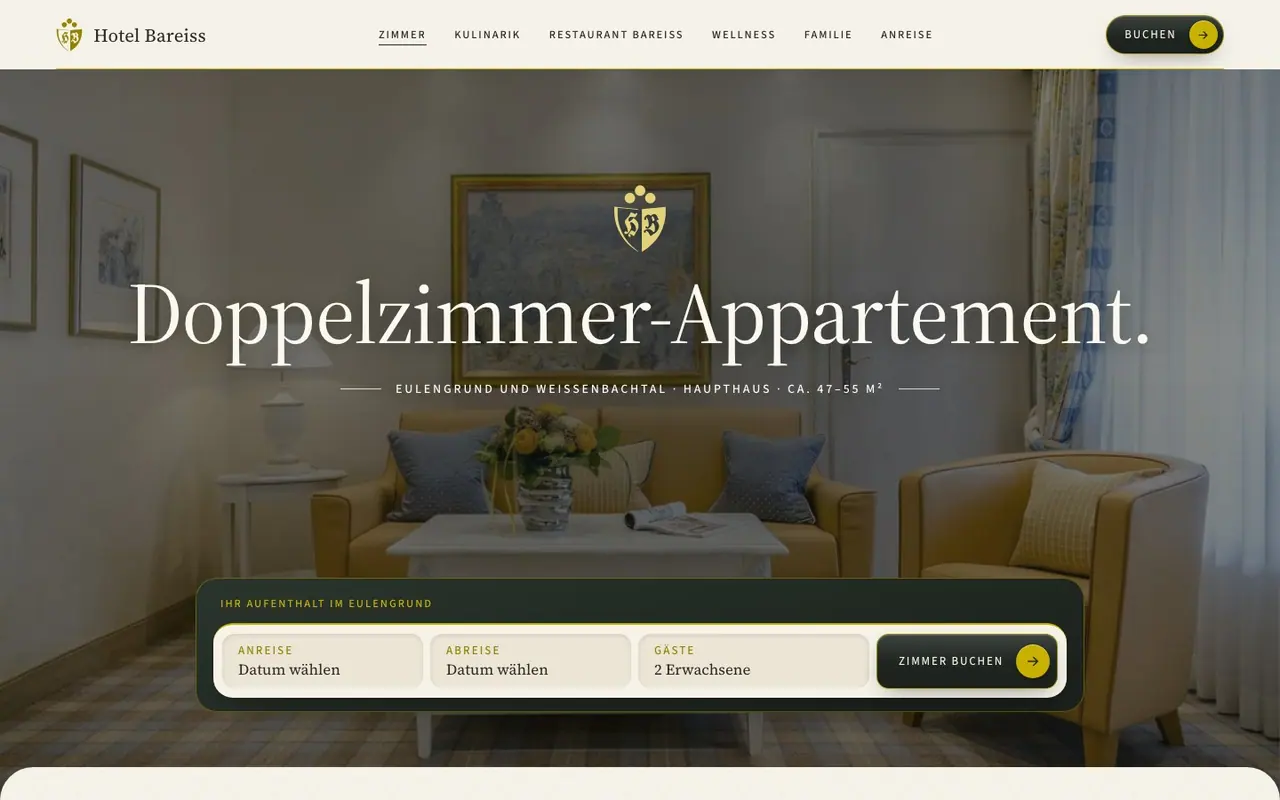 Hotel Bareiss
ZIMMER KULINARIK RESTAURANT BAREISS WELLNESS FAMILIE ANREISE
BUCHEN
HB
Doppelzimmer-Appartement.
EULENGRUND UND WEISSENBACHTAL · HAUPTHAUS · CA. 47–55 M²
IHR AUFENTHALT IM EULENGRUND
ANREISE
Datum wählen
ABREISE
Datum wählen
GÄSTE
2 Erwachsene
ZIMMER BUCHEN